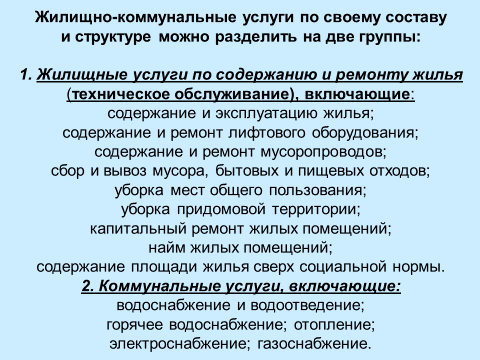 Жилищно-коммунальные услуги по своему составу
и структуре можно разделить на две группы:
1. Жилищные услуги по содержанию и ремонту жилья
(техническое обслуживание), включающие:
содержание и эксплуатацию жилья;
содержание и ремонт лифтового оборудования;
содержание и ремонт мусоропроводов;
сбор и вывоз мусора, бытовых и пищевых отходов;
уборка мест общего пользования;
уборка придомовой территории;
капитальный ремонт жилых помещений;
найм жилых помещений;
содержание площади жилья сверх социальной нормы.
2. Коммунальные услуги, включающие:
водоснабжение и водоотведение;
горячее водоснабжение; отопление;
электроснабжение; газоснабжение.